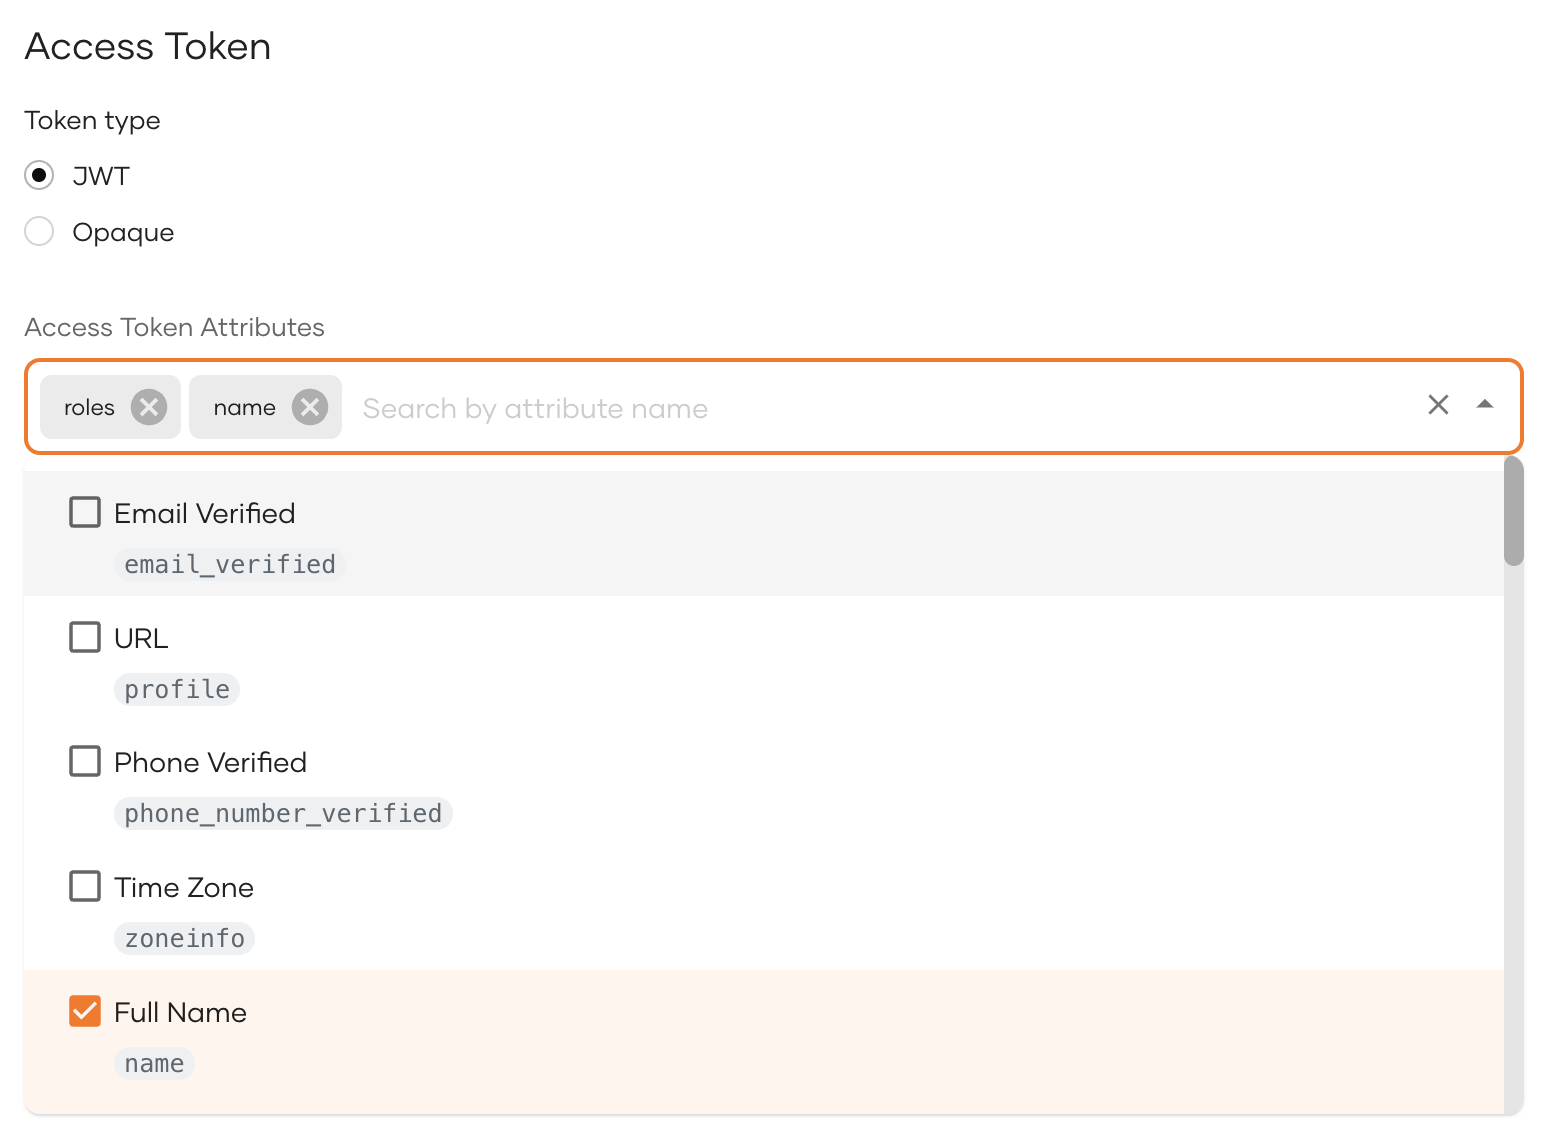 Access Token
Token type
JWT
Opaque
Access Token Attributes
roles name Search by attribute name
Email Verified
email_verified
URL
profile
Phone Verified
phone_number_verified
Time Zone
zoneinfo
Full Name
name